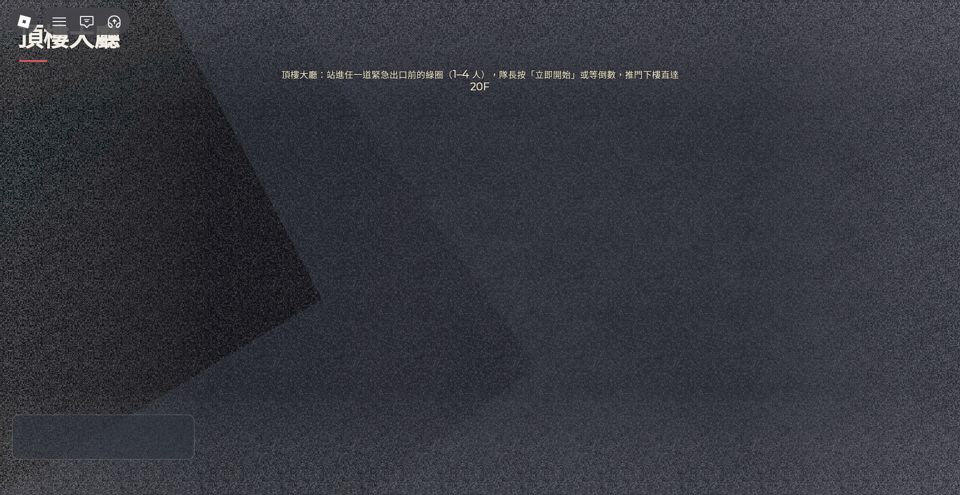 頂樓大廳
頂樓大廳：站進任一道緊急出口前的綠圈（1–4 人），隊長按「立即開始」或等倒數，推門下樓直達
20F